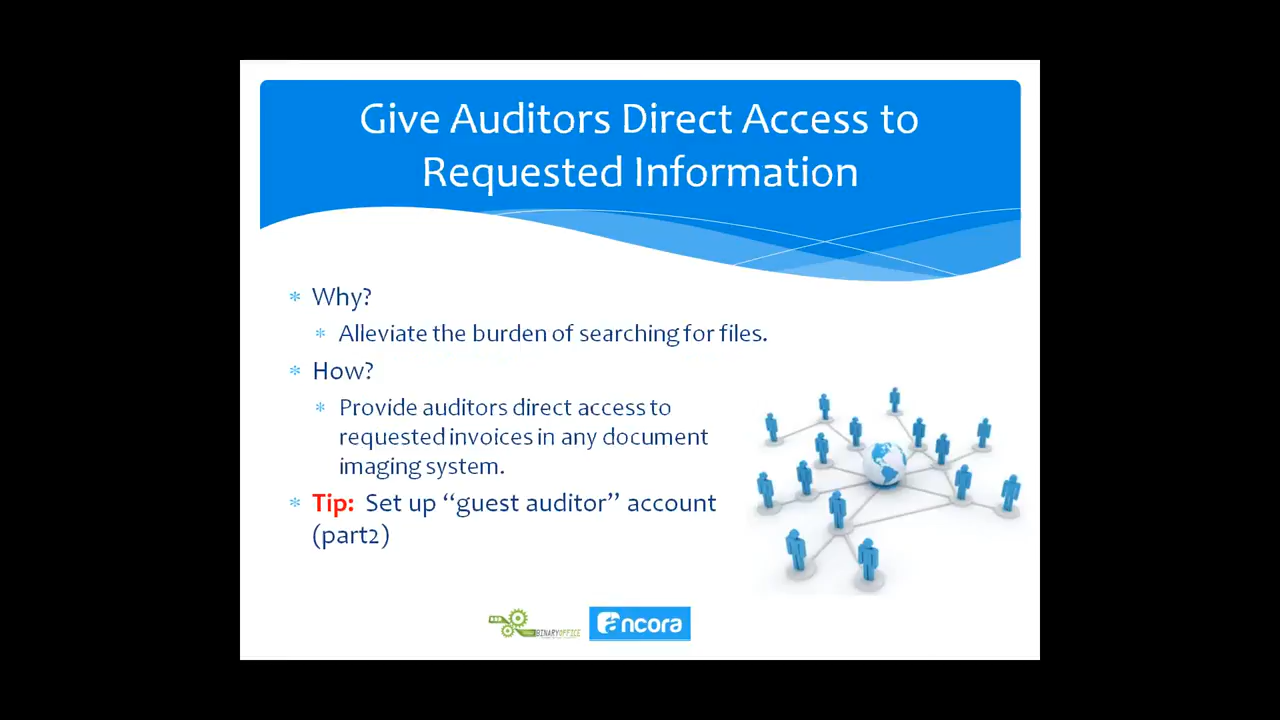 Give Auditors Direct Access to
Requested Information
* Why?
* Alleviate the burden of searching for files.
* How?
* Provide auditors direct access to
requested invoices in any document
imaging system.
* Tip: Set up “guest auditor” account
(part2)
BINARYOFFICE
ancora